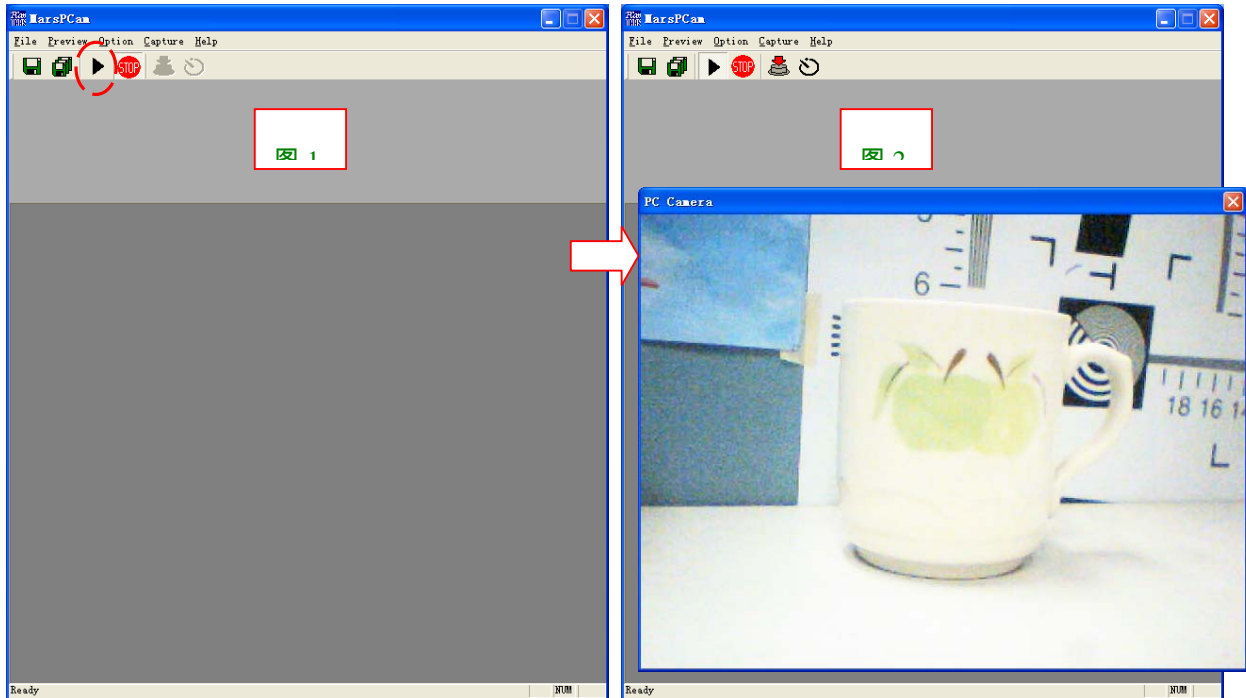 MarsPCam
File Preview Option Capture Help
STOP
图 1
Ready
NUM
MarsPCam
File Preview Option Capture Help
STOP
图 2
PC Camera
6
18 16 14
Ready
NUM